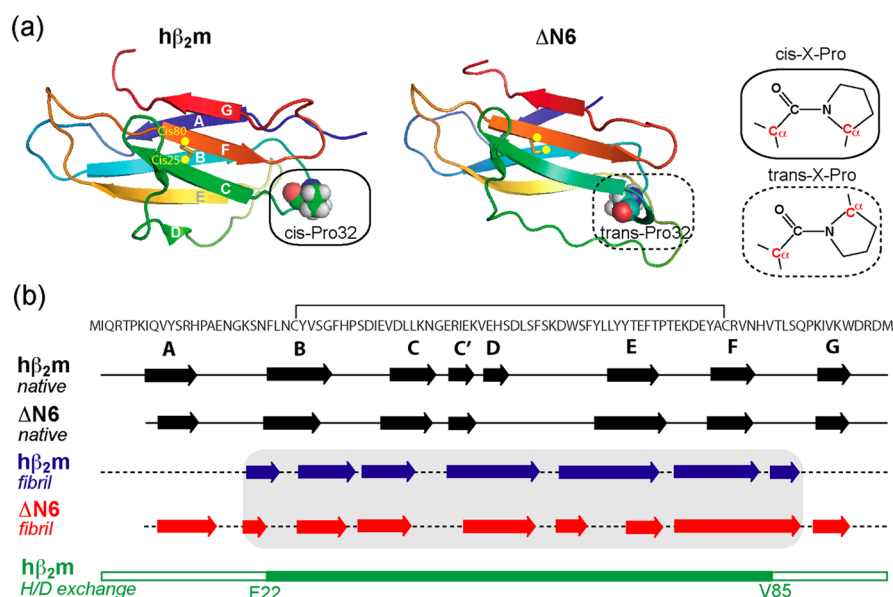 (a)
hβ₂m
ΔN6
cis-X-Pro
O
N
Cα
Cα
trans-X-Pro
O
N
Cα
Cα
G
A
Cis80
F
Cis25
B
C
E
D
cis-Pro32
trans-Pro32
(b)
MIQRTPKIQVYSRHPAENGKSNFLNCYVSGFHPSDIEVDLLKNGERIEKVEHSDLSFSKDWSFYLLYYTEFTPTEKDEYACRVNHVTLSQPKIVKWDRDM
A B C C' D E F G
hβ₂m
native
ΔN6
native
hβ₂m
fibril
ΔN6
fibril
hβ₂m
H/D exchange
F22 V85